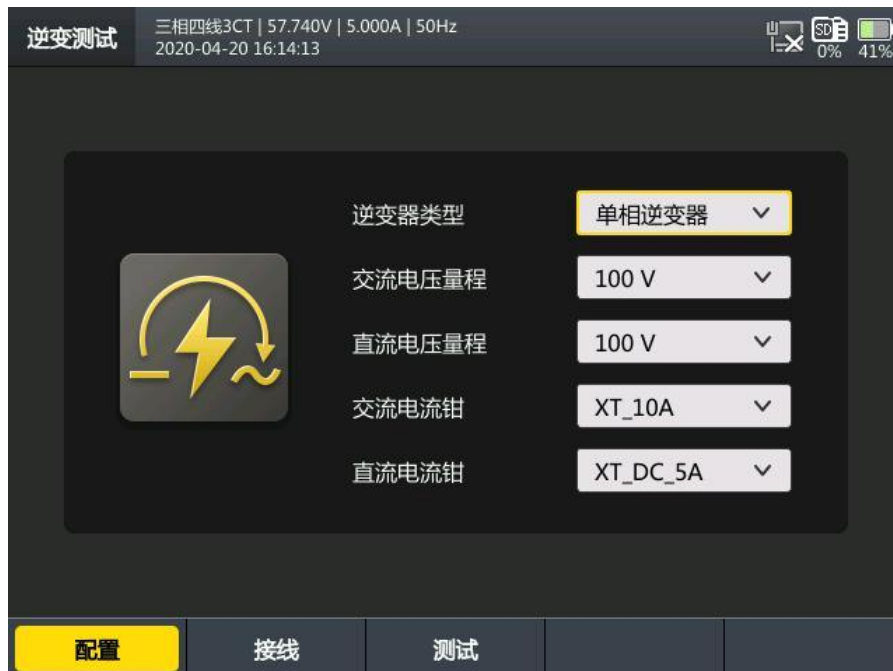 逆变测试
三相四线3CT | 57.740V | 5.000A | 50Hz
2020-04-20 16:14:13
SD
0%
41%
逆变器类型 单相逆变器
交流电压量程 100 V
直流电压量程 100 V
交流电流钳 XT_10A
直流电流钳 XT_DC_5A
配置 接线 测试